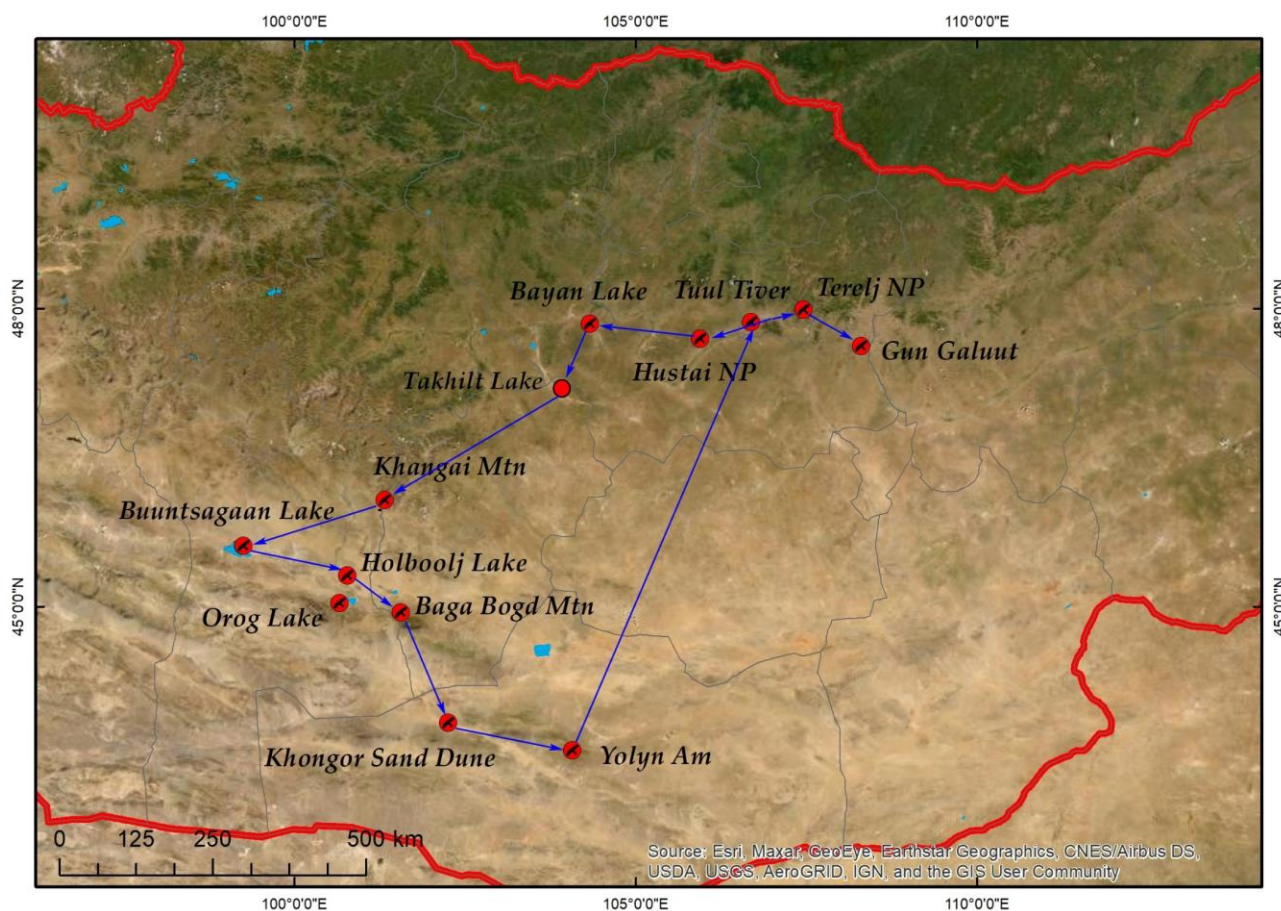 100°0'0"E
105°0'0"E
110°0'0"E
48°0'0"N
48°0'0"N
Bayan Lake
Tuul Tiver
Terelj NP
Gun Galuut
Hustai NP
Takhilt Lake
Khangai Mtn
Buuntsagaan Lake
Holboolj Lake
Baga Bogd Mtn
Orog Lake
45°0'0"N
45°0'0"N
Khongor Sand Dune
Yolyn Am
0 125 250 500 km
Source: Esri, Maxar, GeoEye, Earthstar Geographics, CNES/Airbus DS,
USDA, USGS, AeroGRID, IGN, and the GIS User Community
100°0'0"E
105°0'0"E
110°0'0"E